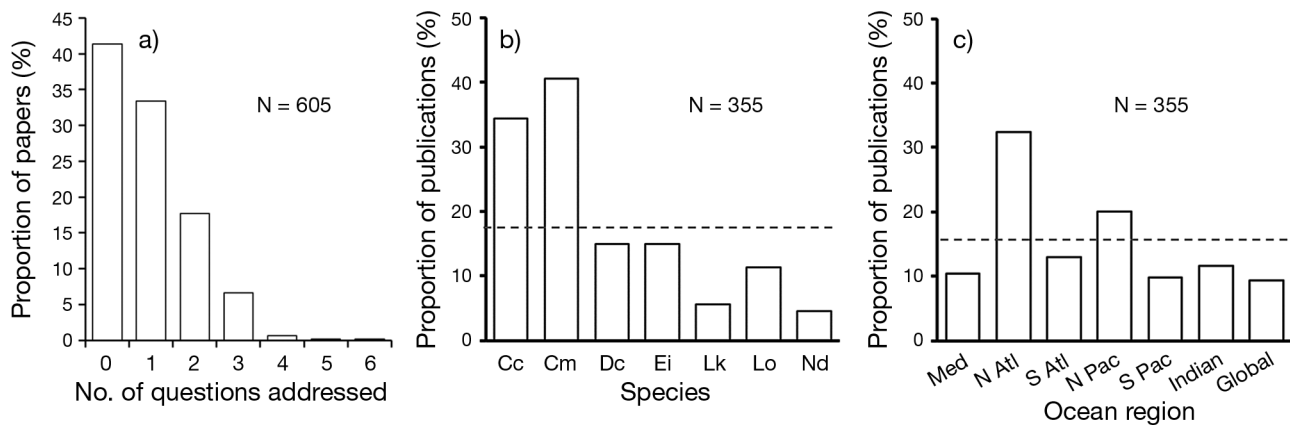 a)
Proportion of papers (%)
45
40
35
30
25
20
15
10
5
0
N = 605
0 1 2 3 4 5 6
No. of questions addressed
b)
Proportion of publications (%)
50
40
30
20
10
0
N = 355
Cc Cm Dc Ei Lk Lo Nd
Species
c)
Proportion of publications (%)
50
40
30
20
10
0
N = 355
Med N Atl S Atl N Pac S Pac Indian Global
Ocean region